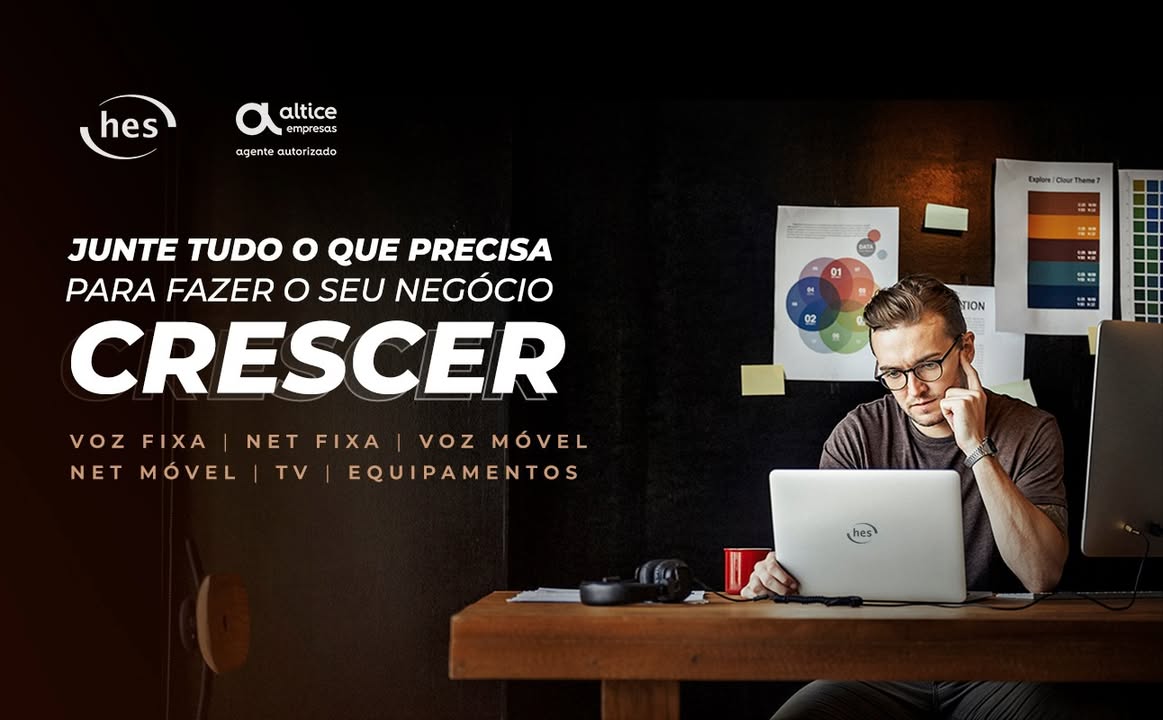 hes
altice
empresas
agente autorizado
JUNTE TUDO O QUE PRECISA
PARA FAZER O SEU NEGÓCIO
CRESCER
VOZ FIXA | NET FIXA | VOZ MÓVEL
NET MÓVEL | TV | EQUIPAMENTOS
Explore / Clour Theme 7
DATA
01
02
04
hes